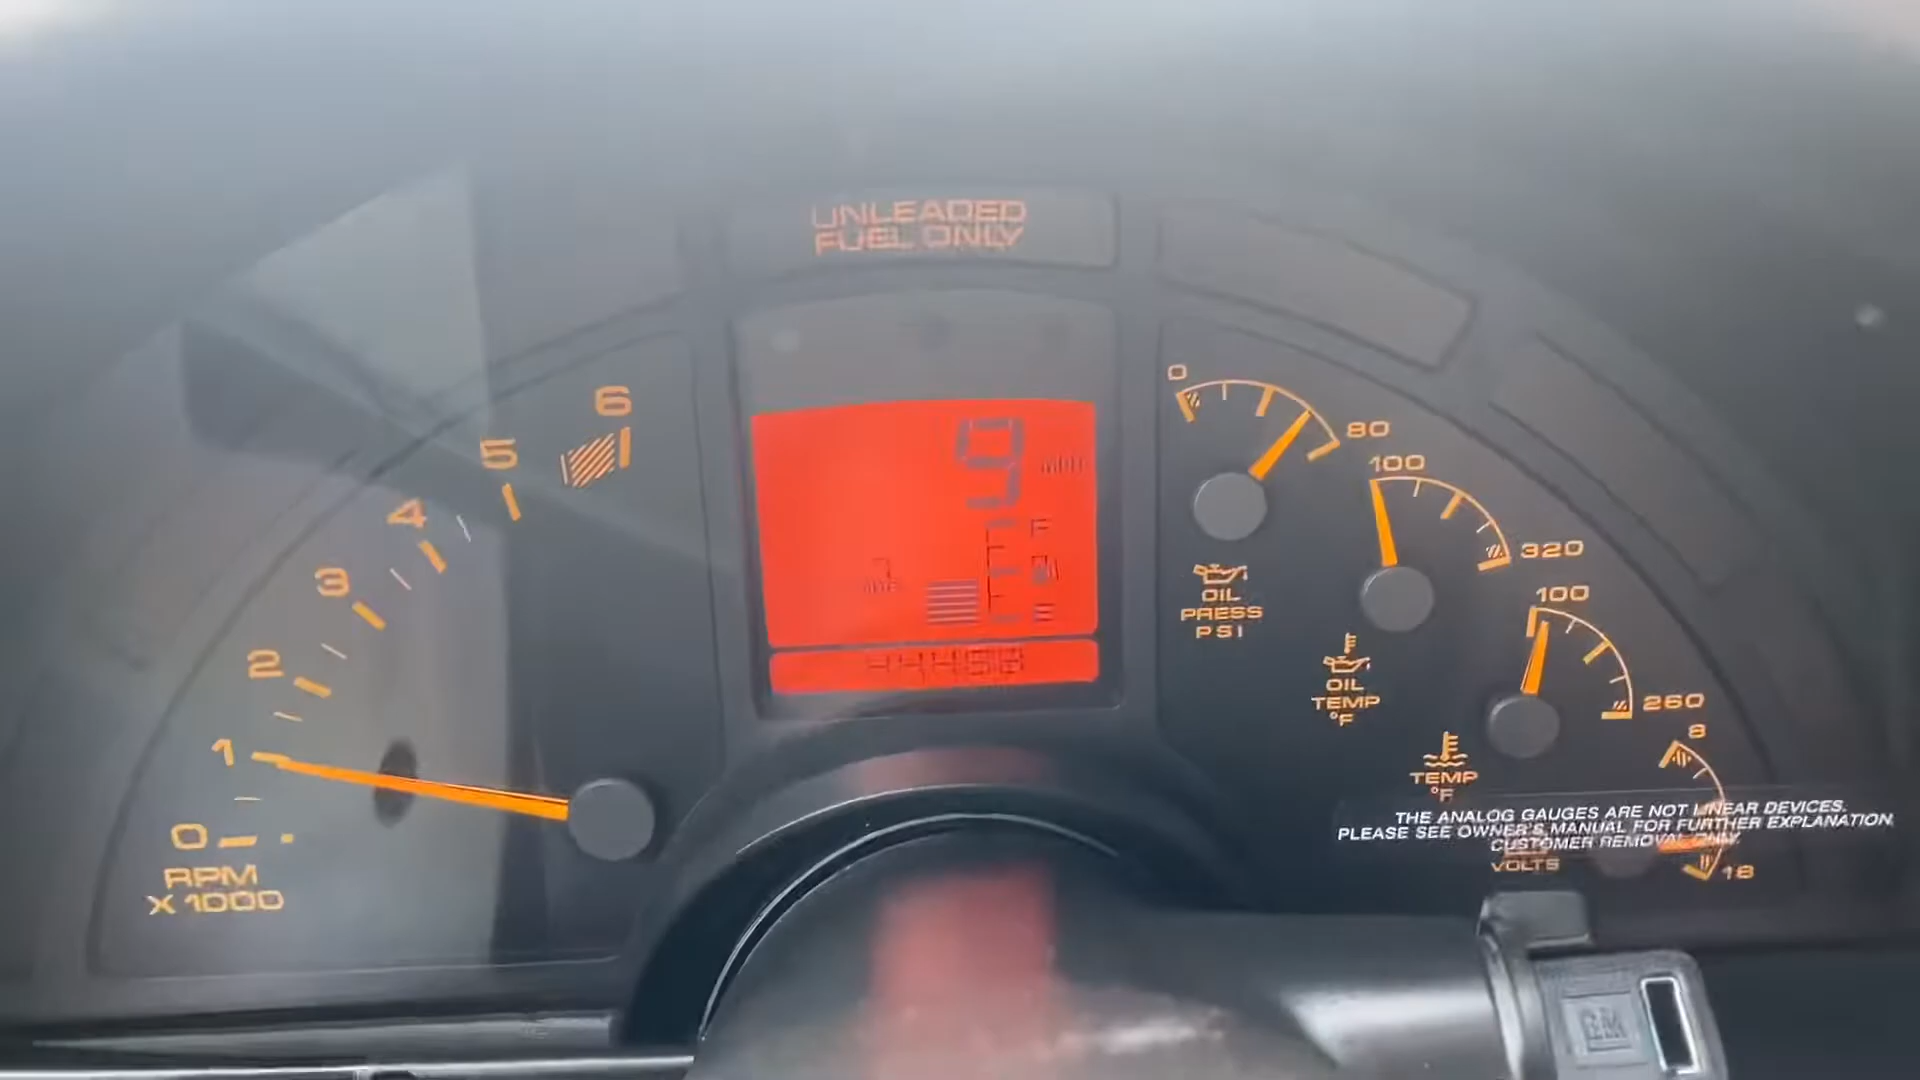 UNLEADED
FUEL ONLY
6
5
4
3
2
1
0
RPM
X 1000
9
mph
F
E
0
80
OIL
PRESS
PSI
100
320
OIL
TEMP
°F
100
260
TEMP
°F
8
18
VOLTS
THE ANALOG GAUGES ARE NOT LINEAR DEVICES.
PLEASE SEE OWNER'S MANUAL FOR FURTHER EXPLANATION.
CUSTOMER REMOVAL ONLY.
GM